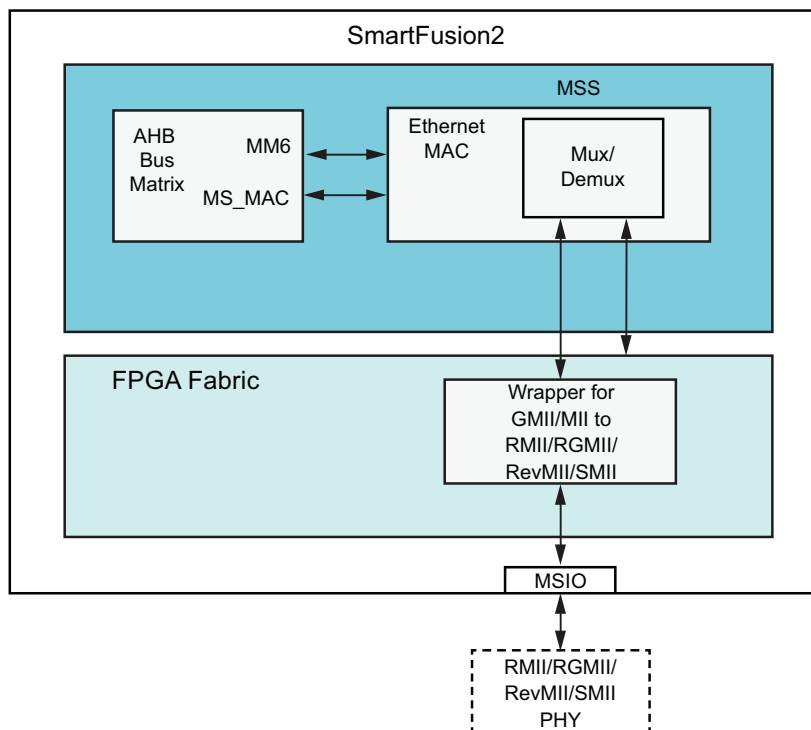 SmartFusion2
MSS
AHB
Bus
Matrix
MM6
MS_MAC
Ethernet
MAC
Mux/
Demux
FPGA Fabric
Wrapper for
GMII/MII to
RMII/RGMII/
RevMII/SMII
MSIO
RMII/RGMII/
RevMII/SMII
PHY